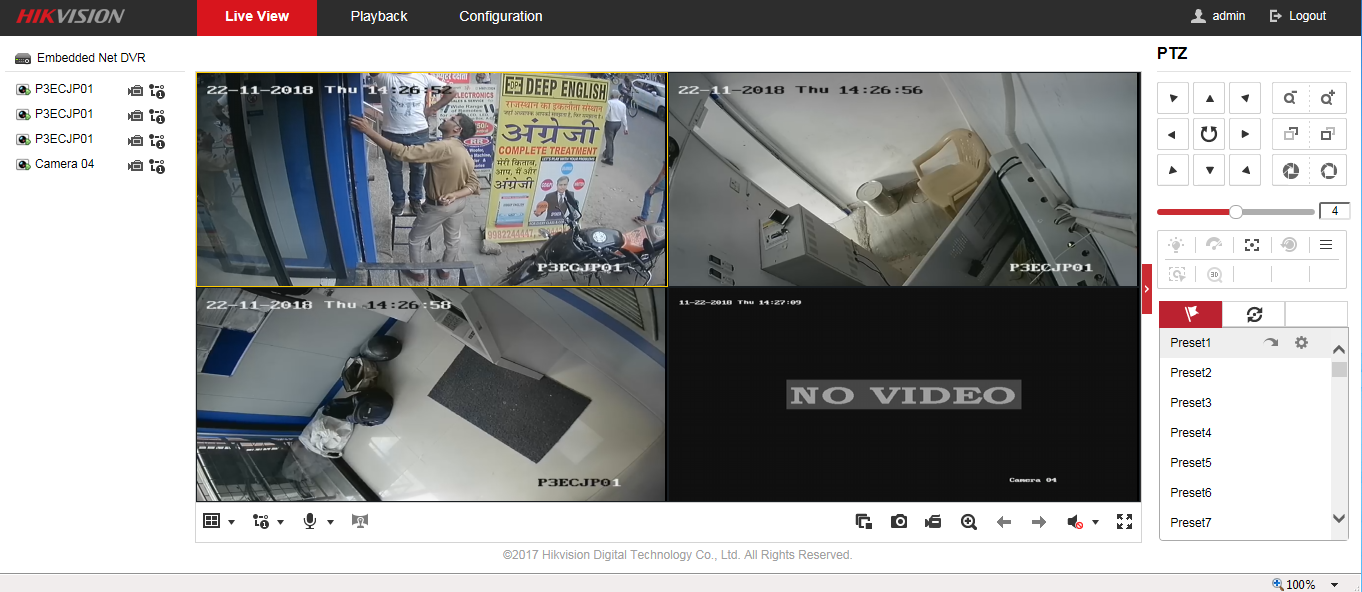 HIKVISION
Live View
Playback
Configuration
admin
Logout
Embedded Net DVR
P3ECJP01
P3ECJP01
P3ECJP01
Camera 04
22-11-2018 Thu 14:26:52
ELECTRONICS
DEEP ENGLISH
राजस्थान का इकलौता संस्थान
अंग्रेजी
COMPLETE TREATMENT
मेरी किताब,
आप, मैं और
अंग्रेजी
9982244447
P3ECJP01
22-11-2018 Thu 14:26:56
P3ECJP01
22-11-2018 Thu 14:26:58
P3ECJP01
11-22-2018 Thu 14:27:09
NO VIDEO
Camera 04
PTZ
4
3D
Preset1
Preset2
Preset3
Preset4
Preset5
Preset6
Preset7
©2017 Hikvision Digital Technology Co., Ltd. All Rights Reserved.
100%